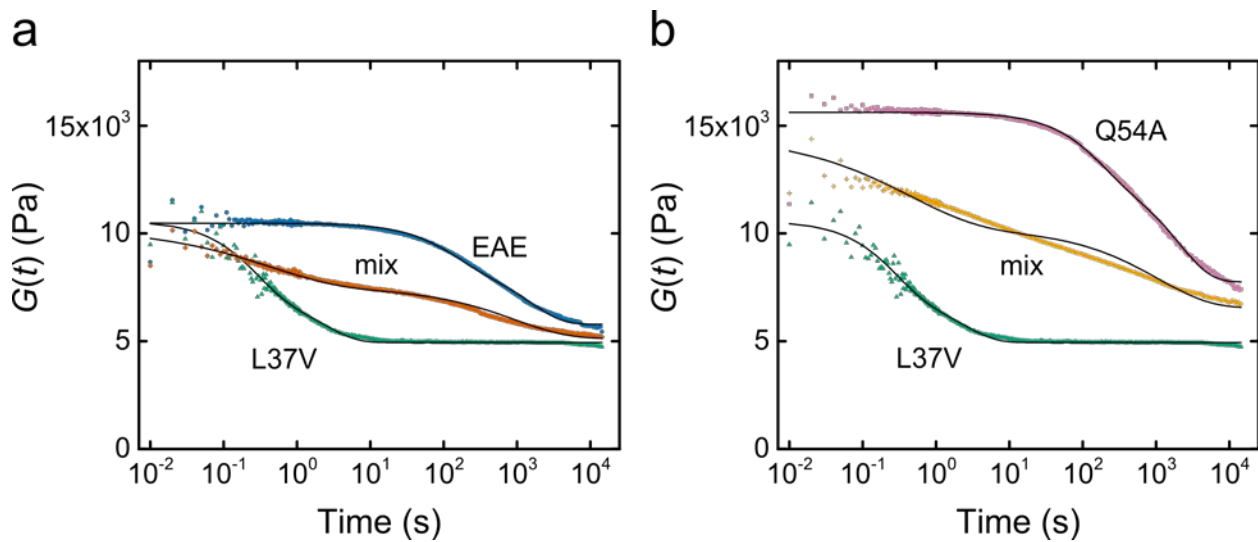 a
G(t) (Pa)
15x10³
10
5
0
EAE
mix
L37V
10⁻² 10⁻¹ 10⁰ 10¹ 10² 10³ 10⁴
Time (s)
b
G(t) (Pa)
15x10³
10
5
0
Q54A
mix
L37V
10⁻² 10⁻¹ 10⁰ 10¹ 10² 10³ 10⁴
Time (s)